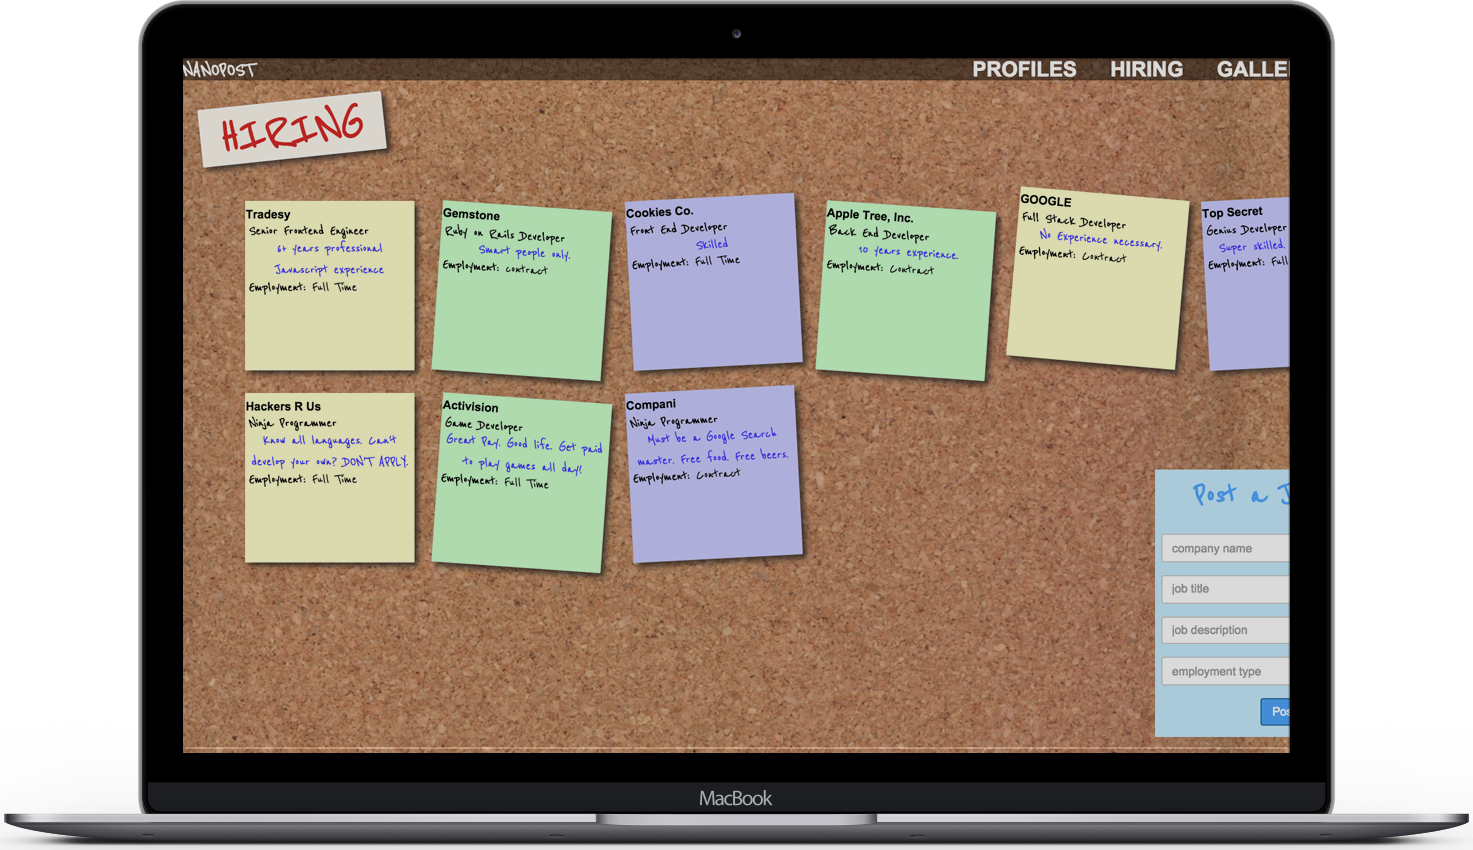 NANOPOST
PROFILES HIRING GALLE
HIRING
Tradesy
Senior Frontend Engineer
6+ years professional
Javascript experience
Employment: Full Time
Gemstone
Ruby on Rails Developer
Smart people only.
Employment: contract
Cookies Co.
Front End Developer
Skilled
Employment: Full Time
Apple Tree, Inc.
Back End Developer
10 years experience.
Employment: Contract
GOOGLE
Full Stack Developer
No Experience necessary.
Employment: Contract
Top Secret
Genius Developer
Super skilled.
Employment: Full
Hackers R Us
Ninja Programmer
Know all languages. Can't
develop your own? DON'T APPLY.
Employment: Full Time
Activision
Game Developer
Great Pay. Good life. Get paid
to play games all day!
Employment: Full Time
Compani
Ninja Programmer
Must be a Google Search
master. Free food. Free beers.
Employment: Contract
Post a J
company name
job title
job description
employment type
Pos
MacBook